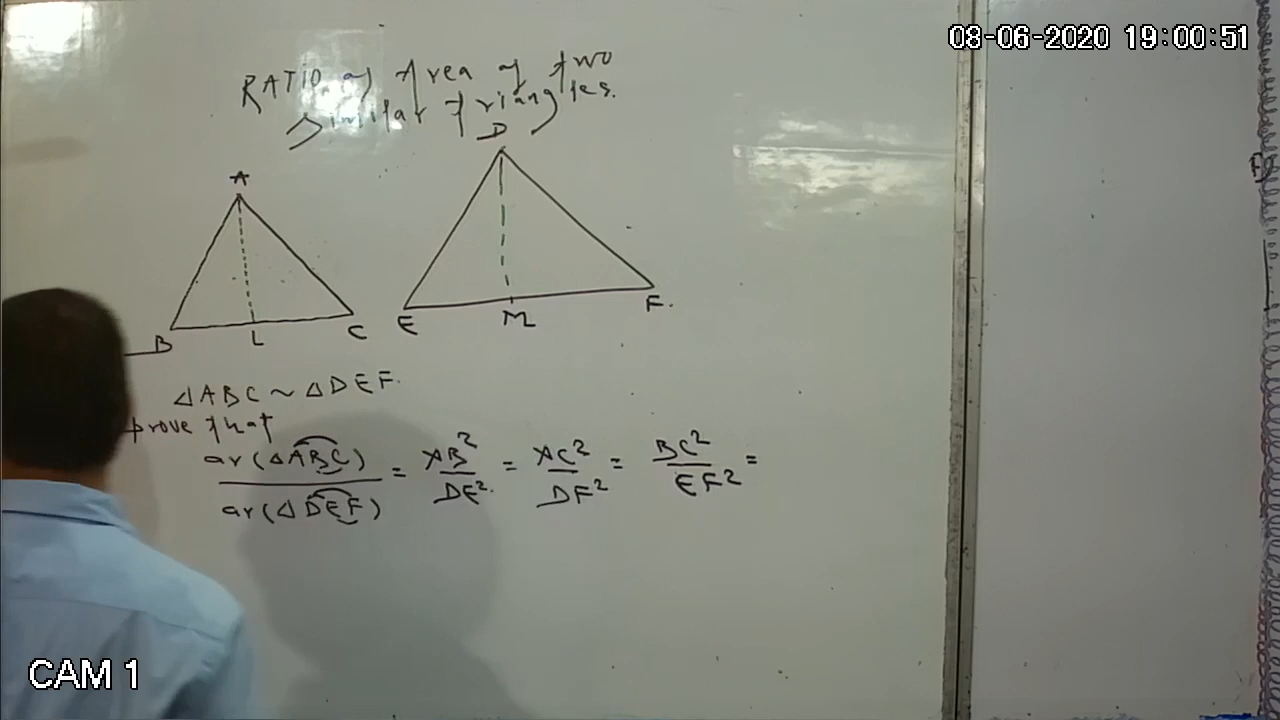 08-06-2020 19:00:51
RATIO of Area of two
similar triangles.
A
D
B L C
E M F.
△ABC ~ △DEF.
prove that
ar(△ABC) / ar(△DEF) = AB² / DE². = AC² / DF² = BC² / EF² =
CAM 1